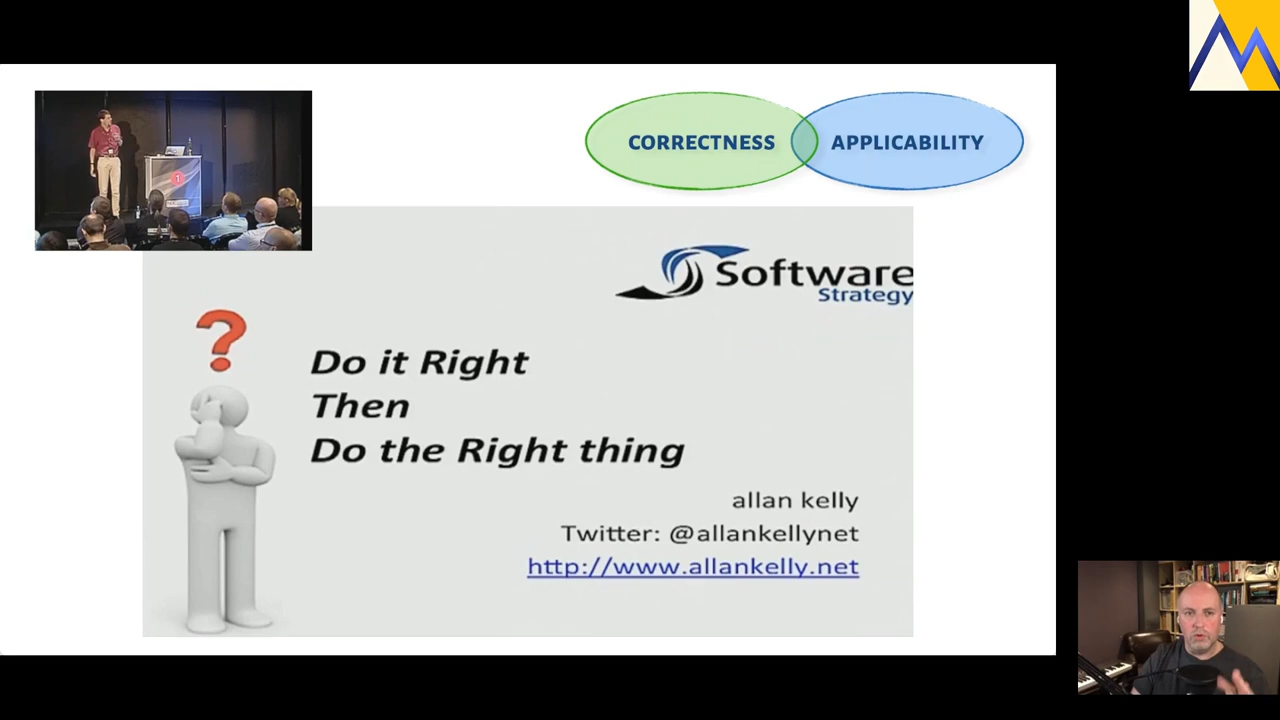 CORRECTNESS
APPLICABILITY
Software
Strategy
?
Do it Right
Then
Do the Right thing
allan kelly
Twitter: @allankellynet
http://www.allankelly.net